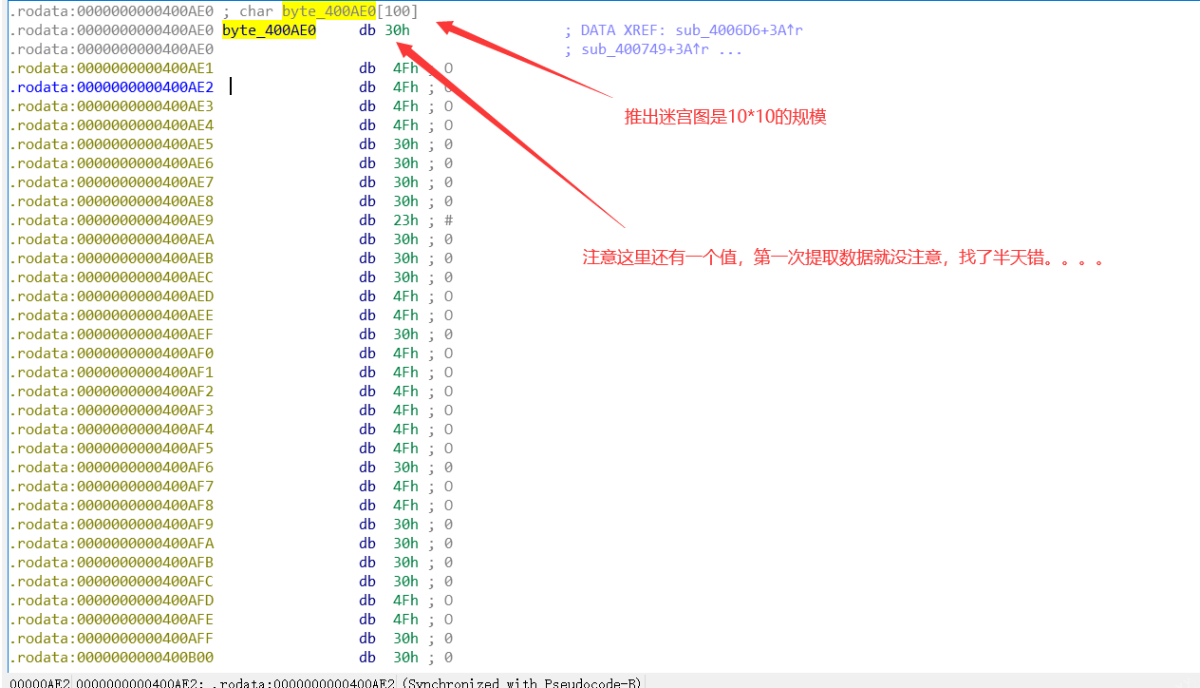 .rodata:0000000000400AE0 ; char byte_400AE0[100]
.rodata:0000000000400AE0 byte_400AE0 db 30h ; DATA XREF: sub_4006D6+3A↑r
.rodata:0000000000400AE0 ; sub_400749+3A↑r ...
.rodata:0000000000400AE1 db 4Fh ; O
.rodata:0000000000400AE2 db 4Fh ; O
.rodata:0000000000400AE3 db 4Fh ; O
.rodata:0000000000400AE4 db 4Fh ; O
推出迷宫图是10*10的规模
.rodata:0000000000400AE5 db 30h ; 0
.rodata:0000000000400AE6 db 30h ; 0
.rodata:0000000000400AE7 db 30h ; 0
.rodata:0000000000400AE8 db 30h ; 0
.rodata:0000000000400AE9 db 23h ; #
.rodata:0000000000400AEA db 30h ; 0
.rodata:0000000000400AEB db 30h ; 0
注意这里还有一个值，第一次提取数据就没注意，找了半天错。。。。
.rodata:0000000000400AEC db 30h ; 0
.rodata:0000000000400AED db 4Fh ; O
.rodata:0000000000400AEE db 4Fh ; O
.rodata:0000000000400AEF db 30h ; 0
.rodata:0000000000400AF0 db 4Fh ; O
.rodata:0000000000400AF1 db 4Fh ; O
.rodata:0000000000400AF2 db 4Fh ; O
.rodata:0000000000400AF3 db 4Fh ; O
.rodata:0000000000400AF4 db 4Fh ; O
.rodata:0000000000400AF5 db 4Fh ; O
.rodata:0000000000400AF6 db 30h ; 0
.rodata:0000000000400AF7 db 4Fh ; O
.rodata:0000000000400AF8 db 4Fh ; O
.rodata:0000000000400AF9 db 30h ; 0
.rodata:0000000000400AFA db 30h ; 0
.rodata:0000000000400AFB db 30h ; 0
.rodata:0000000000400AFC db 30h ; 0
.rodata:0000000000400AFD db 4Fh ; O
.rodata:0000000000400AFE db 4Fh ; O
.rodata:0000000000400AFF db 30h ; 0
.rodata:0000000000400B00 db 30h ; 0
00000AE2 0000000000400AE2: .rodata:0000000000400AE2 (Synchronized with Pseudocode-B)